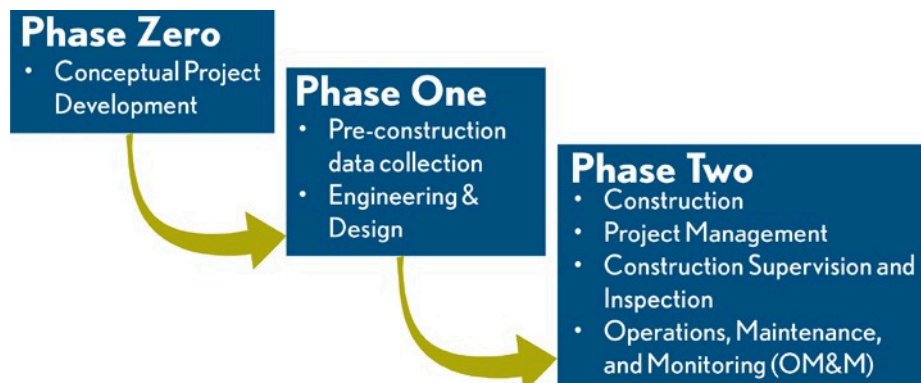 Phase Zero
• Conceptual Project
Development
Phase One
• Pre-construction
data collection
• Engineering &
Design
Phase Two
• Construction
• Project Management
• Construction Supervision and
Inspection
• Operations, Maintenance,
and Monitoring (OM&M)